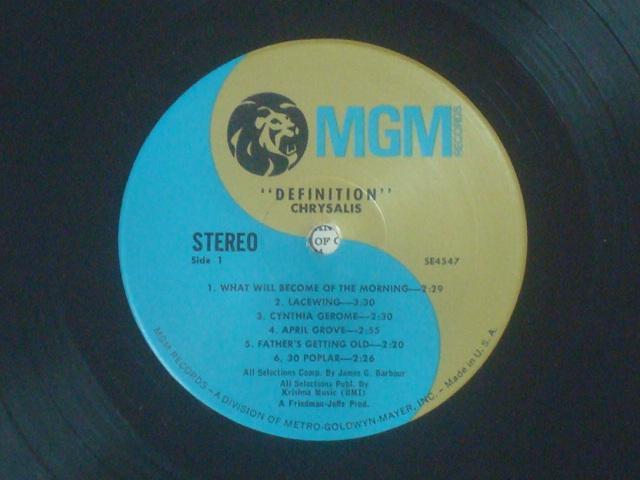 MGM
RECORDS
"DEFINITION"
CHRYSALIS
STEREO
Side 1
OF
SE4547
1. WHAT WILL BECOME OF THE MORNING—2:29
2. LACEWING—3:30
3. CYNTHIA GEROME—2:30
4. APRIL GROVE—2:55
5. FATHER'S GETTING OLD—2:20
6. 30 POPLAR—2:26
All Selections Comp. By James G. Barbour
All Selections Publ. By
Krishna Music (BMI)
A Friedman-Joffe Prod.
MGM RECORDS – A DIVISION OF METRO-GOLDWYN-MAYER, INC. – Made in U. S. A.